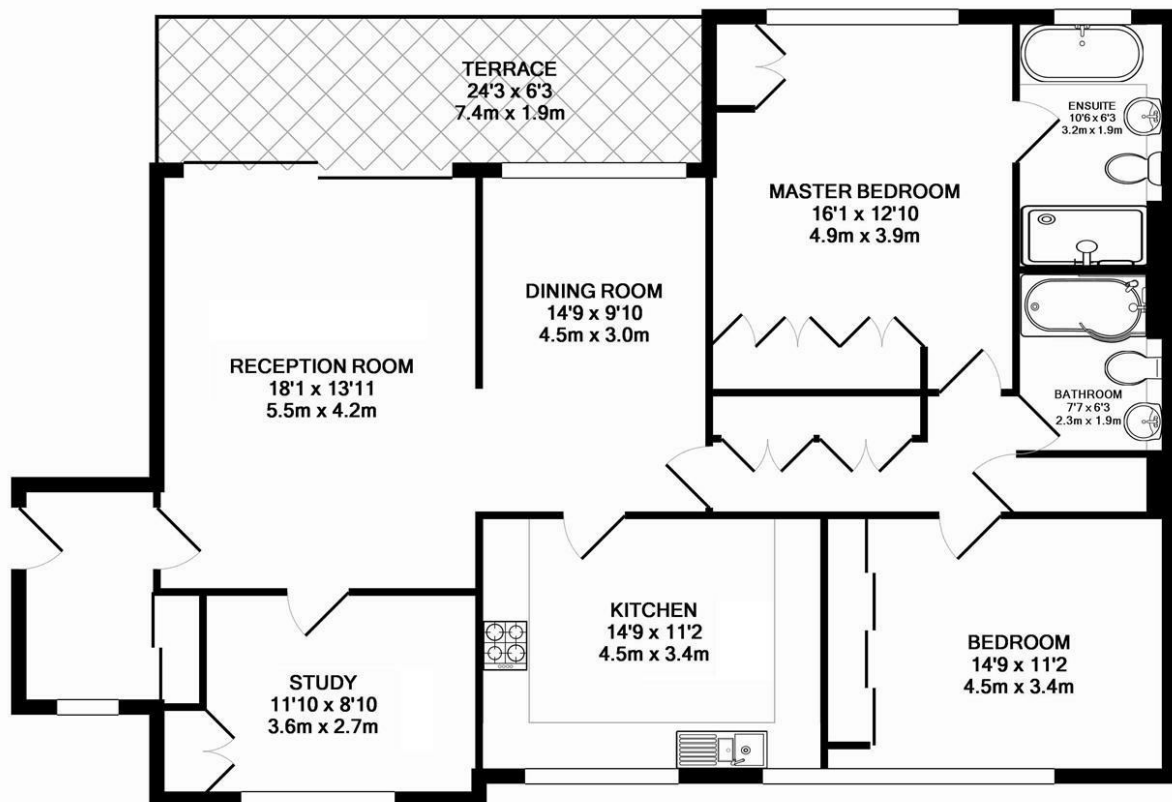 TERRACE
24'3 x 6'3
7.4m x 1.9m
ENSUITE
10'6 x 6'3
3.2m x 1.9m
MASTER BEDROOM
16'1 x 12'10
4.9m x 3.9m
DINING ROOM
14'9 x 9'10
4.5m x 3.0m
RECEPTION ROOM
18'1 x 13'11
5.5m x 4.2m
BATHROOM
7'7 x 6'3
2.3m x 1.9m
KITCHEN
14'9 x 11'2
4.5m x 3.4m
BEDROOM
14'9 x 11'2
4.5m x 3.4m
STUDY
11'10 x 8'10
3.6m x 2.7m